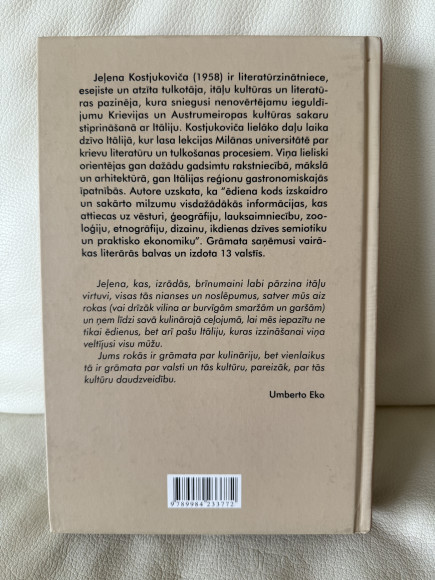 Jeļena Kostjukoviča (1958) ir literatūrzinātniece,
esejiste un atzīta tulkotāja, itāļu kultūras un literatū-
ras pazinēja, kura sniegusi nenovērtējamu ieguldī-
jumu Krievijas un Austrumeiropas kultūras sakaru
stiprināšanā ar Itāliju. Kostjukoviča lielāko daļu laika
dzīvo Itālijā, kur lasa lekcijas Milānas universitātē par
krievu literatūru un tulkošanas procesiem. Viņa lieliski
orientējas gan dažādu gadsimtu rakstniecībā, mākslā
un arhitektūrā, gan Itālijas reģionu gastronomiskajās
īpatnībās. Autore uzskata, ka “ēdiena kods izskaidro
un sakārto milzumu visdažādākās informācijas, kas
attiecas uz vēsturi, ģeogrāfiju, lauksaimniecību, zoo-
loģiju, etnogrāfiju, dizainu, ikdienas dzīves semiotiku
un praktisko ekonomiku”. Grāmata saņēmusi vairā-
kas literārās balvas un izdota 13 valstīs.
Jeļena, kas, izrādās, brīnumaini labi pārzina itāļu
virtuvi, visas tās nianses un noslēpumus, satver mūs aiz
rokas (vai drīzāk vilina ar burvīgām smaržām un garšām)
un ņem līdzi savā kulinārajā ceļojumā, lai mēs iepazītu ne
tikai ēdienus, bet arī pašu Itāliju, kuras izzināšanai viņa
veltījusi visu mūžu.
Jums rokās ir grāmata par kulināriju, bet vienlaikus
tā ir grāmata par valsti un tās kultūru, pareizāk, par tās
kultūru daudzveidību.
Umberto Eko
9789984233772